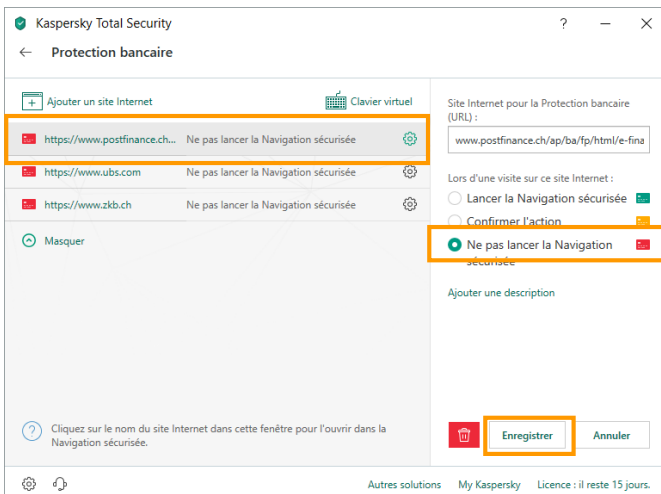 Kaspersky Total Security
Protection bancaire
Ajouter un site Internet
Clavier virtuel
https://www.postfinance.ch... Ne pas lancer la Navigation sécurisée
https://www.ubs.com Ne pas lancer la Navigation sécurisée
https://www.zkb.ch Ne pas lancer la Navigation sécurisée
Masquer
Cliquez sur le nom du site Internet dans cette fenêtre pour l'ouvrir dans la
Navigation sécurisée.
Site Internet pour la Protection bancaire
(URL) :
www.postfinance.ch/ap/ba/fp/html/e-fina
Lors d'une visite sur ce site Internet :
Lancer la Navigation sécurisée
Confirmer l'action
Ne pas lancer la Navigation
sécurisée
Ajouter une description
Enregistrer
Annuler
Autres solutions
My Kaspersky
Licence : il reste 15 jours.